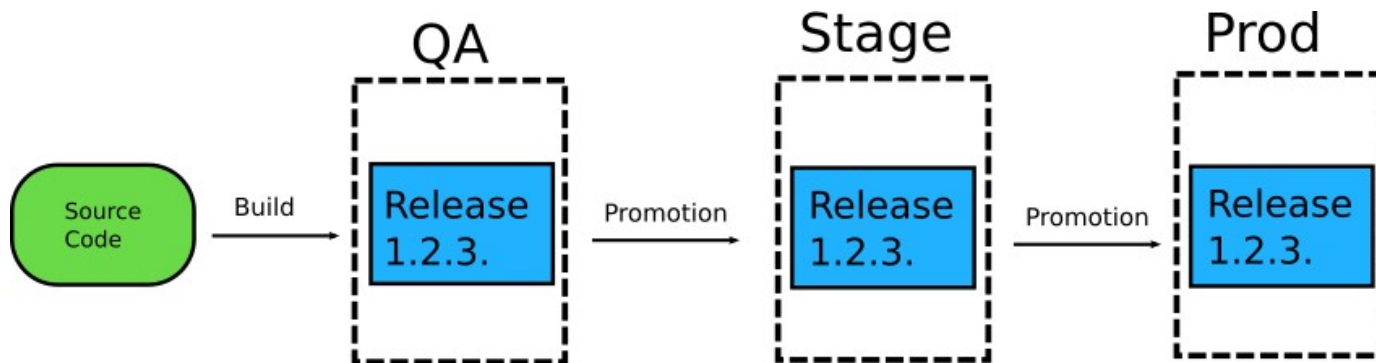 QA
Stage
Prod
Source
Code
Build
Release
1.2.3.
Promotion
Release
1.2.3.
Promotion
Release
1.2.3.